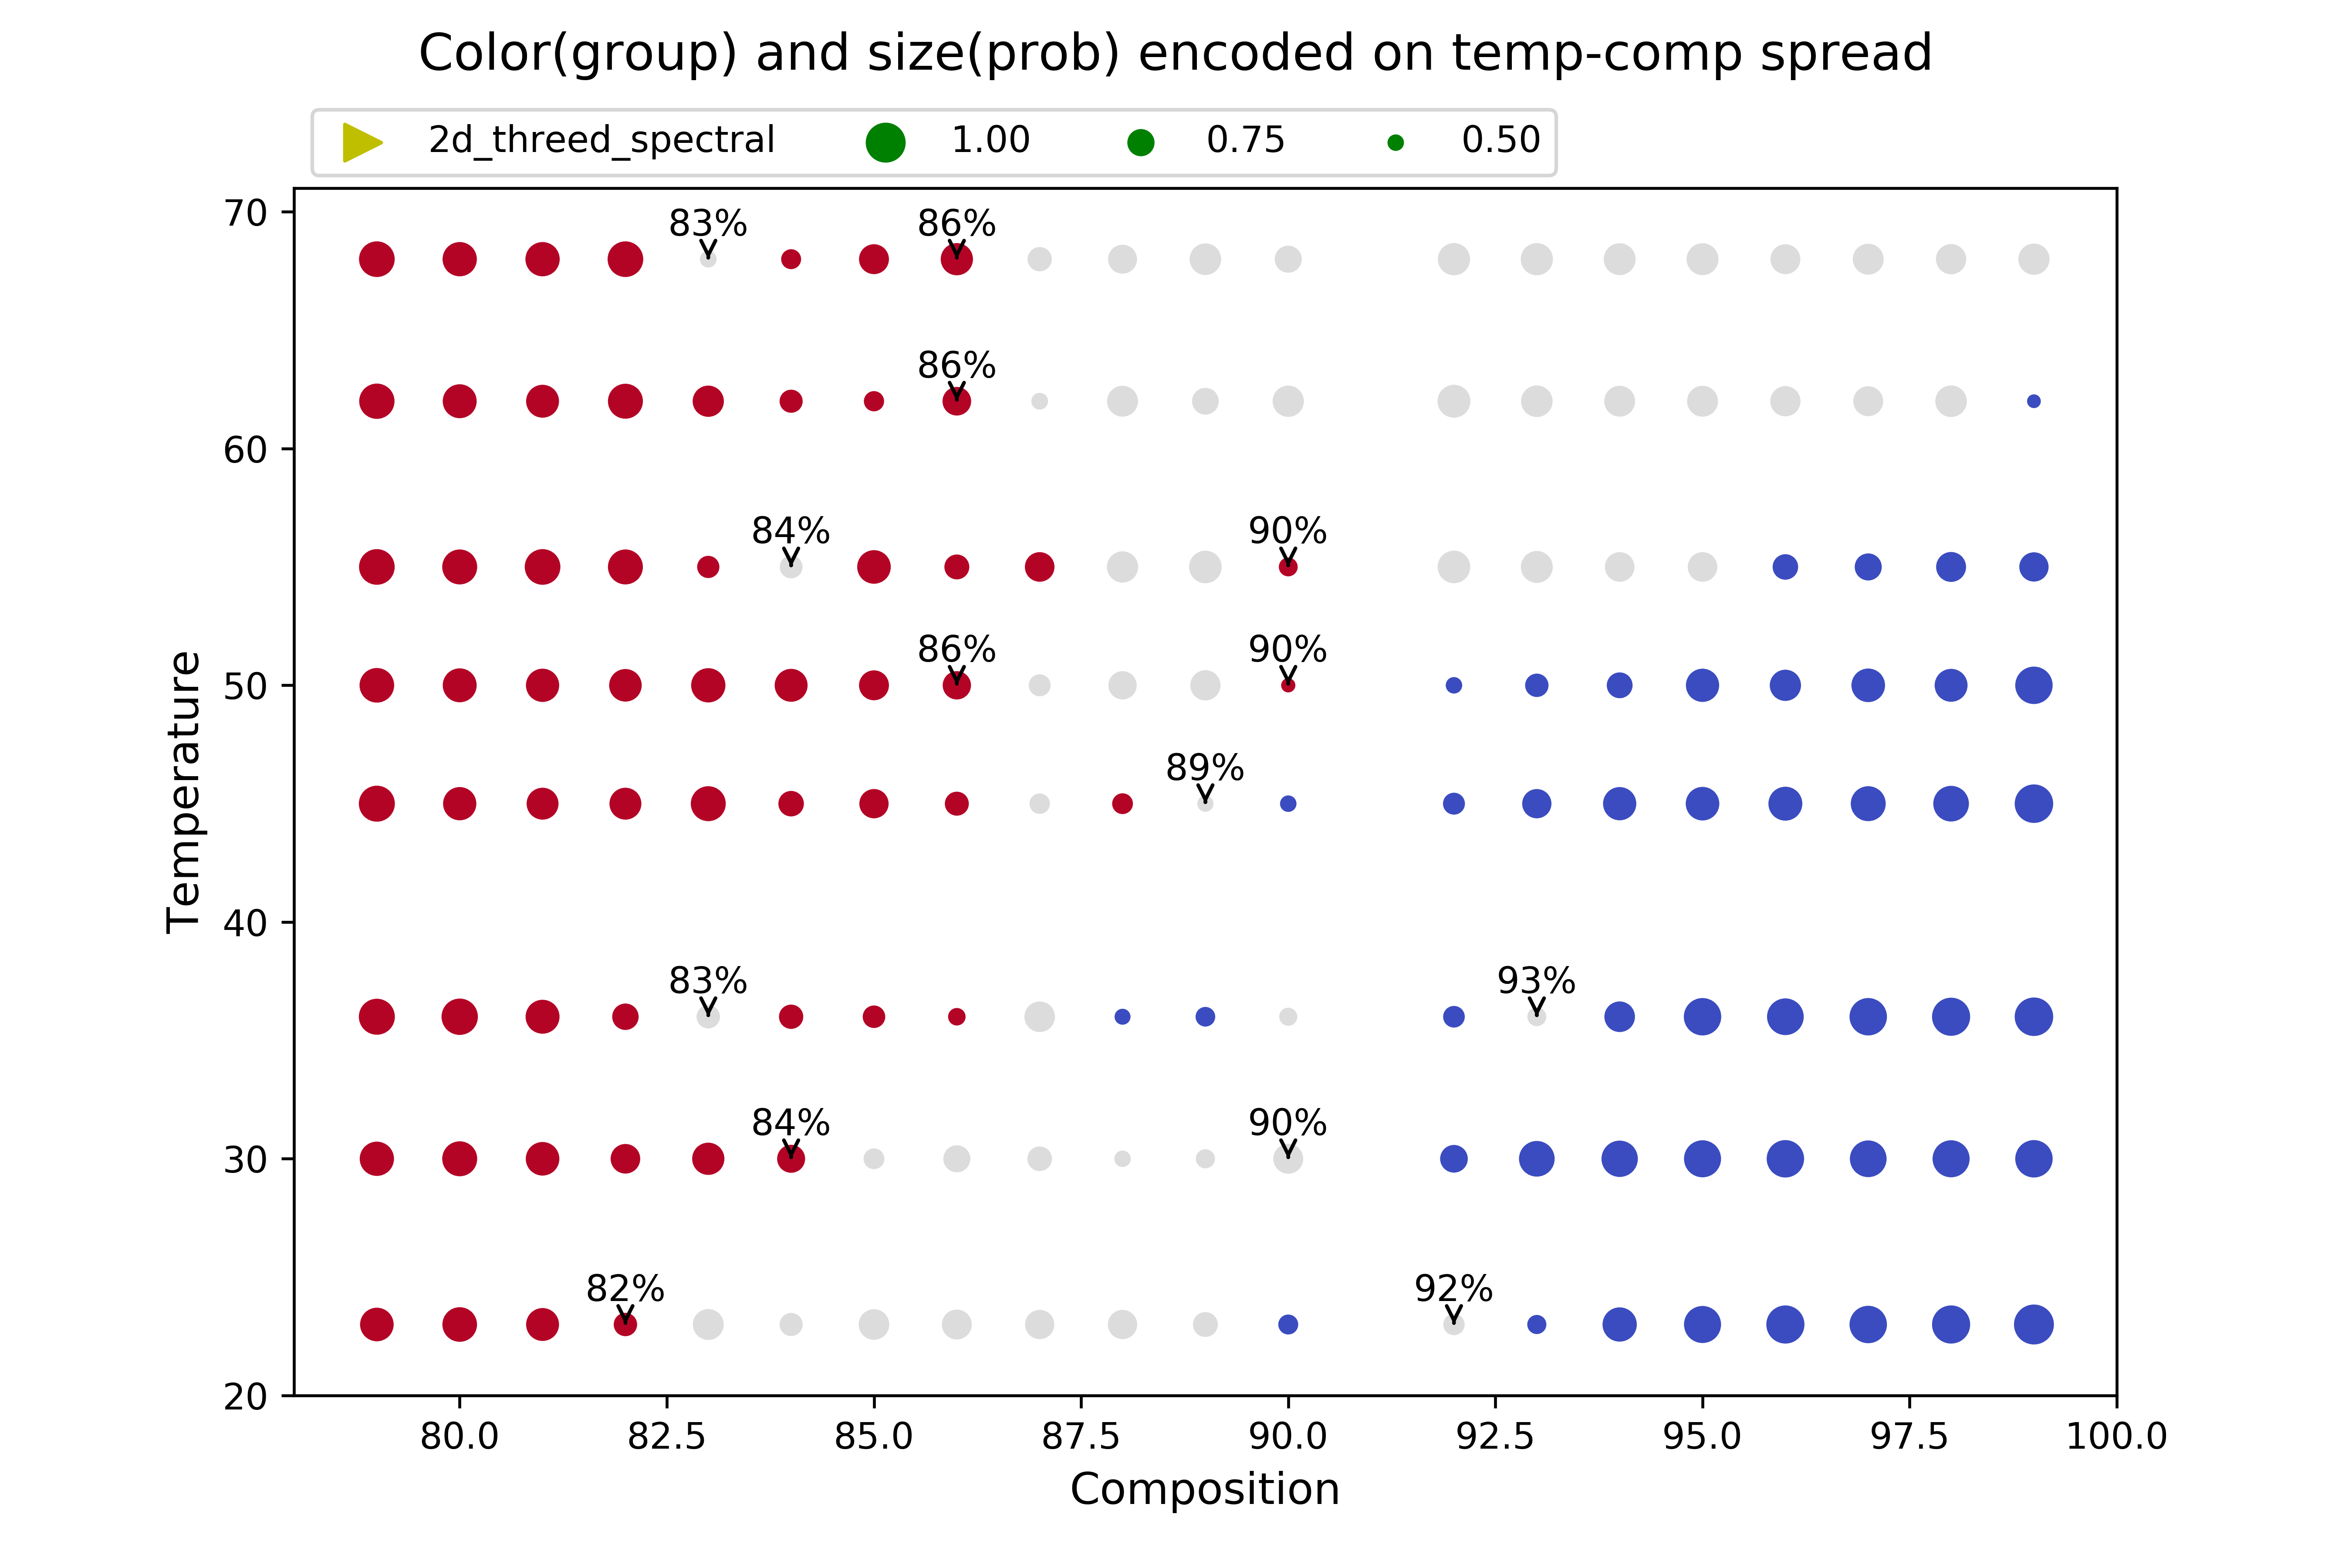 Color(group) and size(prob) encoded on temp-comp spread
2d_threed_spectral 1.00 0.75 0.50
70
83% 86%
86%
60
84% 90%
86% 90%
50
89%
40
83% 93%
84% 90%
30
82% 92%
20
Temperature
80.0 82.5 85.0 87.5 90.0 92.5 95.0 97.5 100.0
Composition